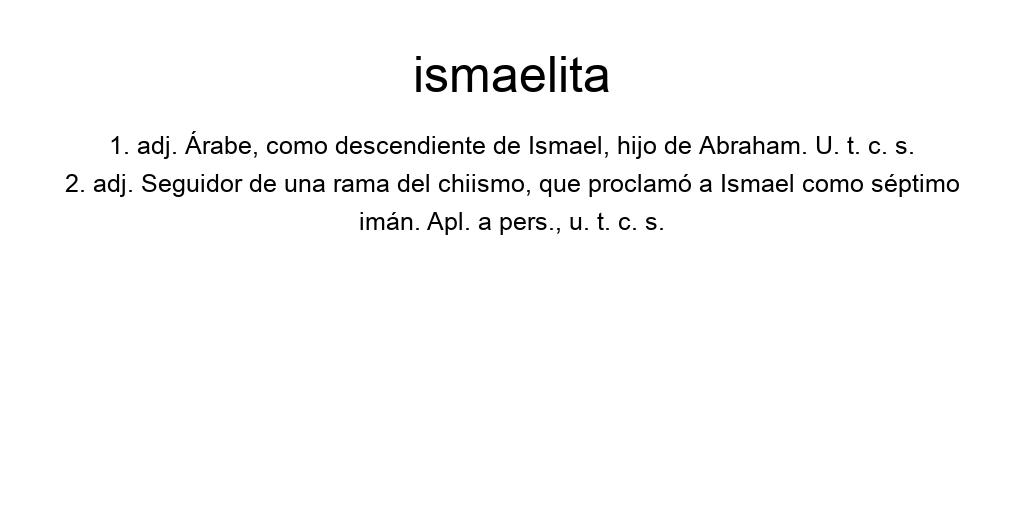 ismaelita
1. adj. Árabe, como descendiente de Ismael, hijo de Abraham. U. t. c. s.
2. adj. Seguidor de una rama del chiismo, que proclamó a Ismael como séptimo
imán. Apl. a pers., u. t. c. s.